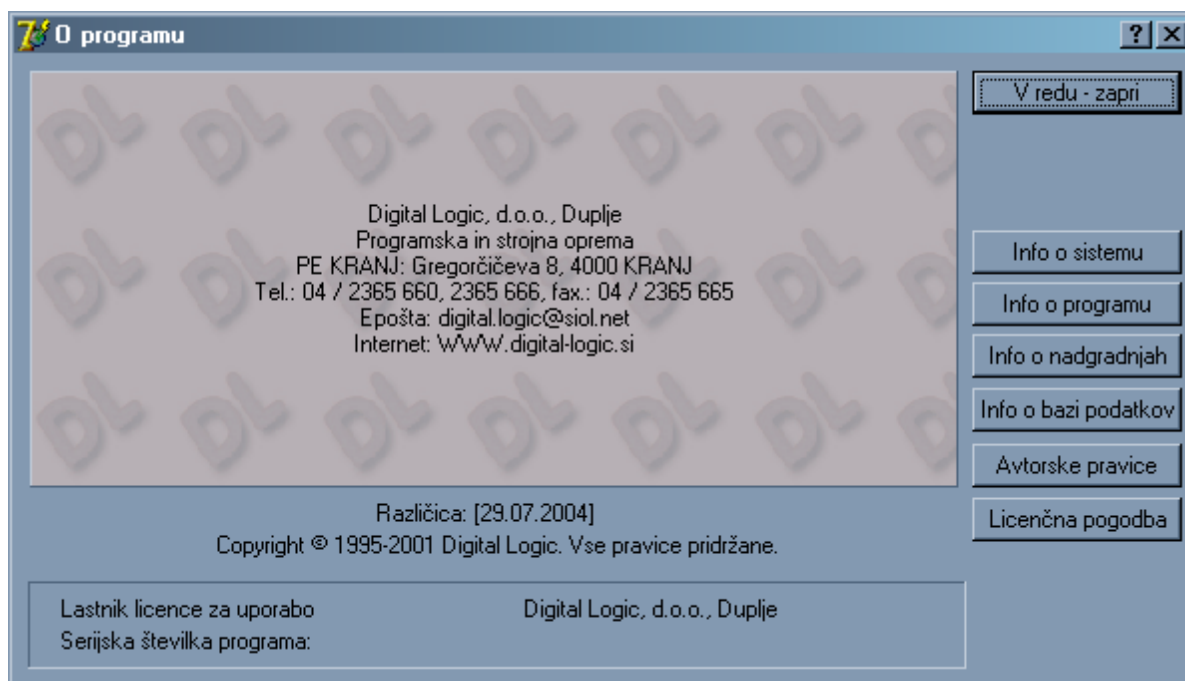 O programu
Digital Logic, d.o.o., Duplje
Programska in strojna oprema
PE KRANJ: Gregorčičeva 8, 4000 KRANJ
Tel.: 04 / 2365 660, 2365 666, fax.: 04 / 2365 665
Epošta: digital.logic@siol.net
Internet: WWW.digital-logic.si
Različica: [29.07.2004]
Copyright © 1995-2001 Digital Logic. Vse pravice pridržane.
Lastnik licence za uporabo Digital Logic, d.o.o., Duplje
Serijska številka programa:
V redu - zapri
Info o sistemu
Info o programu
Info o nadgradnjah
Info o bazi podatkov
Avtorske pravice
Licenčna pogodba